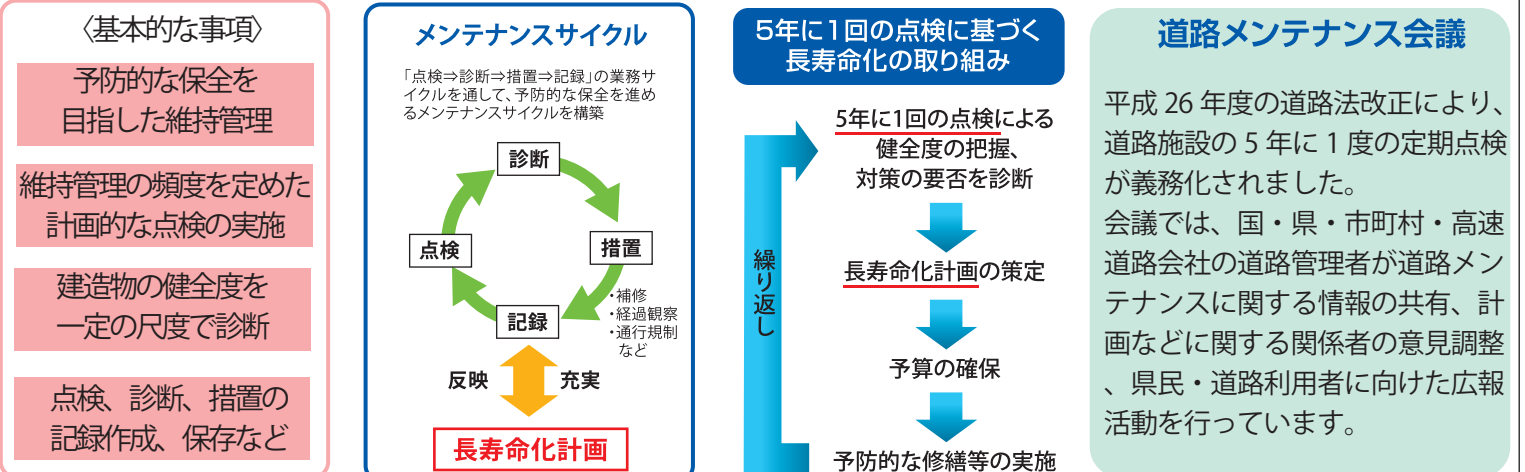 〈基本的な事項〉
予防的な保全を
目指した維持管理
維持管理の頻度を定めた
計画的な点検の実施
建造物の健全度を
一定の尺度で診断
点検、診断、措置の
記録作成、保存など
メンテナンスサイクル
「点検⇒診断⇒措置⇒記録」の業務サ
イクルを通して、予防的な保全を進め
るメンテナンスサイクルを構築
診断
点検
措置
記録
・補修
・経過観察
・通行規制
など
反映
充実
長寿命化計画
5年に1回の点検に基づく
長寿命化の取り組み
5年に1回の点検による
健全度の把握、
対策の要否を診断
長寿命化計画の策定
予算の確保
予防的な修繕等の実施
繰り返し
道路メンテナンス会議
平成 26 年度の道路法改正により、
道路施設の 5 年に 1 度の定期点検
が義務化されました。
会議では、国・県・市町村・高速
道路会社の道路管理者が道路メン
テナンスに関する情報の共有、計
画などに関する関係者の意見調整
、県民・道路利用者に向けた広報
活動を行っています。